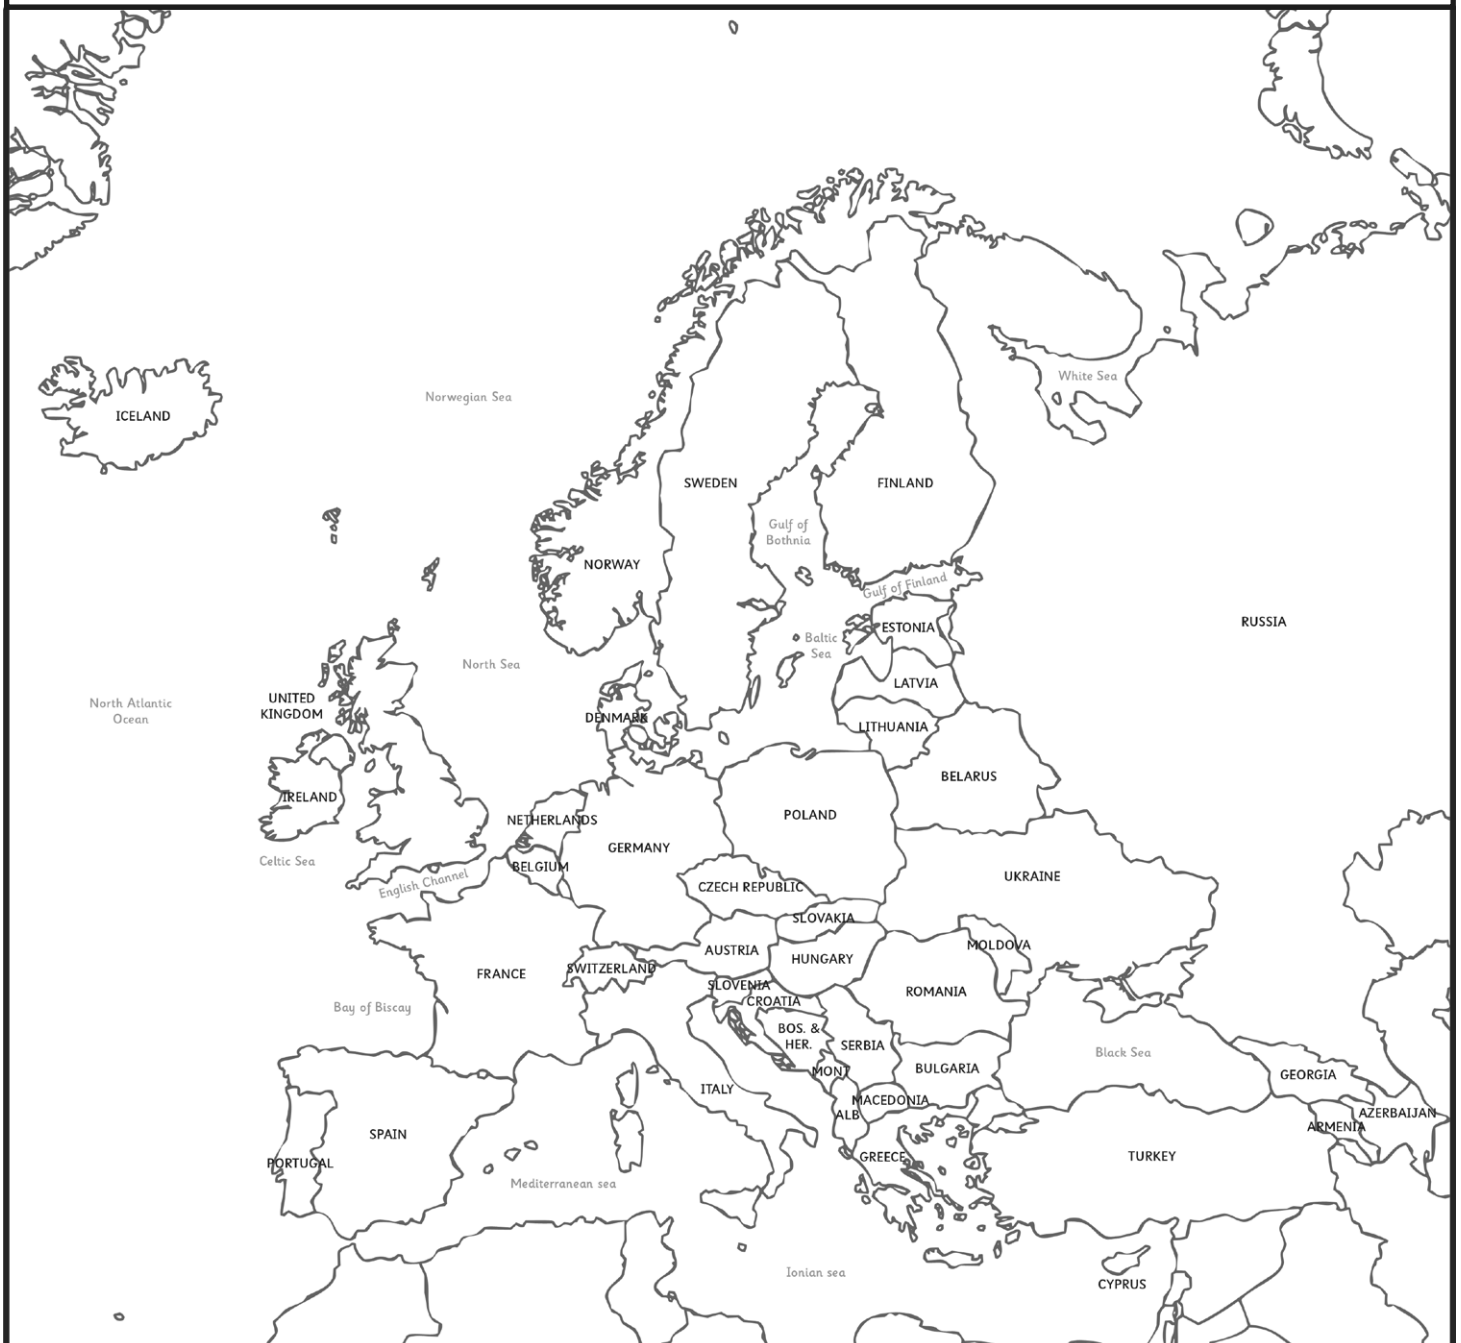 White Sea
Norwegian Sea
ICELAND
SWEDEN
FINLAND
Gulf of
Bothnia
NORWAY
Gulf of Finland
RUSSIA
ESTONIA
Baltic
Sea
North Sea
LATVIA
UNITED
KINGDOM
North Atlantic
Ocean
DENMARK
LITHUANIA
BELARUS
IRELAND
POLAND
NETHERLANDS
GERMANY
Celtic Sea
BELGIUM
UKRAINE
English Channel
CZECH REPUBLIC
SLOVAKIA
MOLDOVA
AUSTRIA
HUNGARY
SWITZERLAND
FRANCE
SLOVENIA
ROMANIA
CROATIA
Bay of Biscay
BOS. &
HER.
SERBIA
Black Sea
BULGARIA
MONT
GEORGIA
ITALY
MACEDONIA
ALB
AZERBAIJAN
ARMENIA
SPAIN
GREECE
TURKEY
PORTUGAL
Mediterranean sea
Ionian sea
CYPRUS